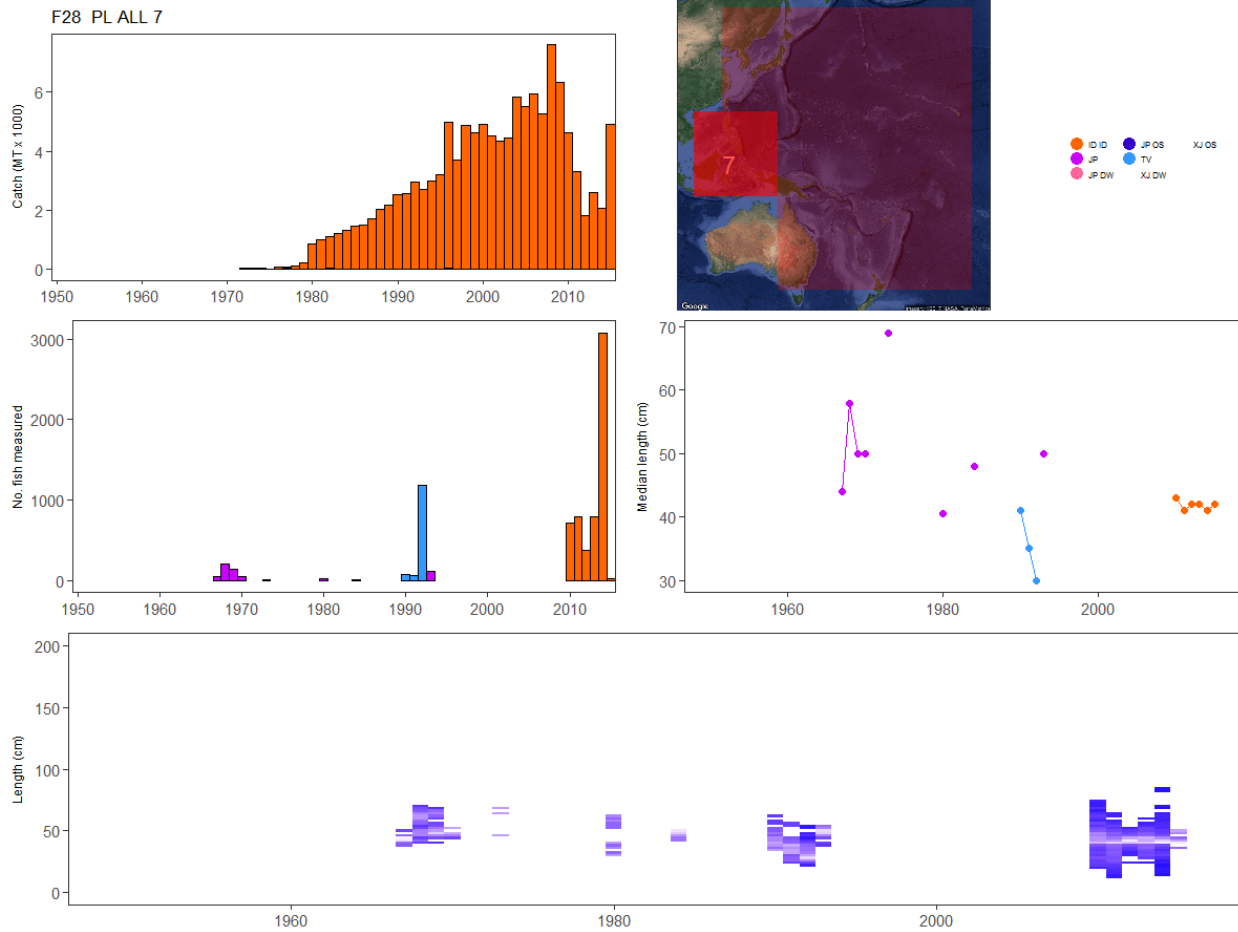 F28 PL ALL 7
Catch (MT x 1000)
6
4
2
0
1950 1960 1970 1980 1990 2000 2010
7
Google
ID ID JP OS XJ OS
JP TV
JP DW XJ DW
No. fish measured
3000
2000
1000
0
1950 1960 1970 1980 1990 2000 2010
Median length (cm)
70
60
50
40
30
1960 1980 2000
Length (cm)
200
150
100
50
0
1960 1980 2000